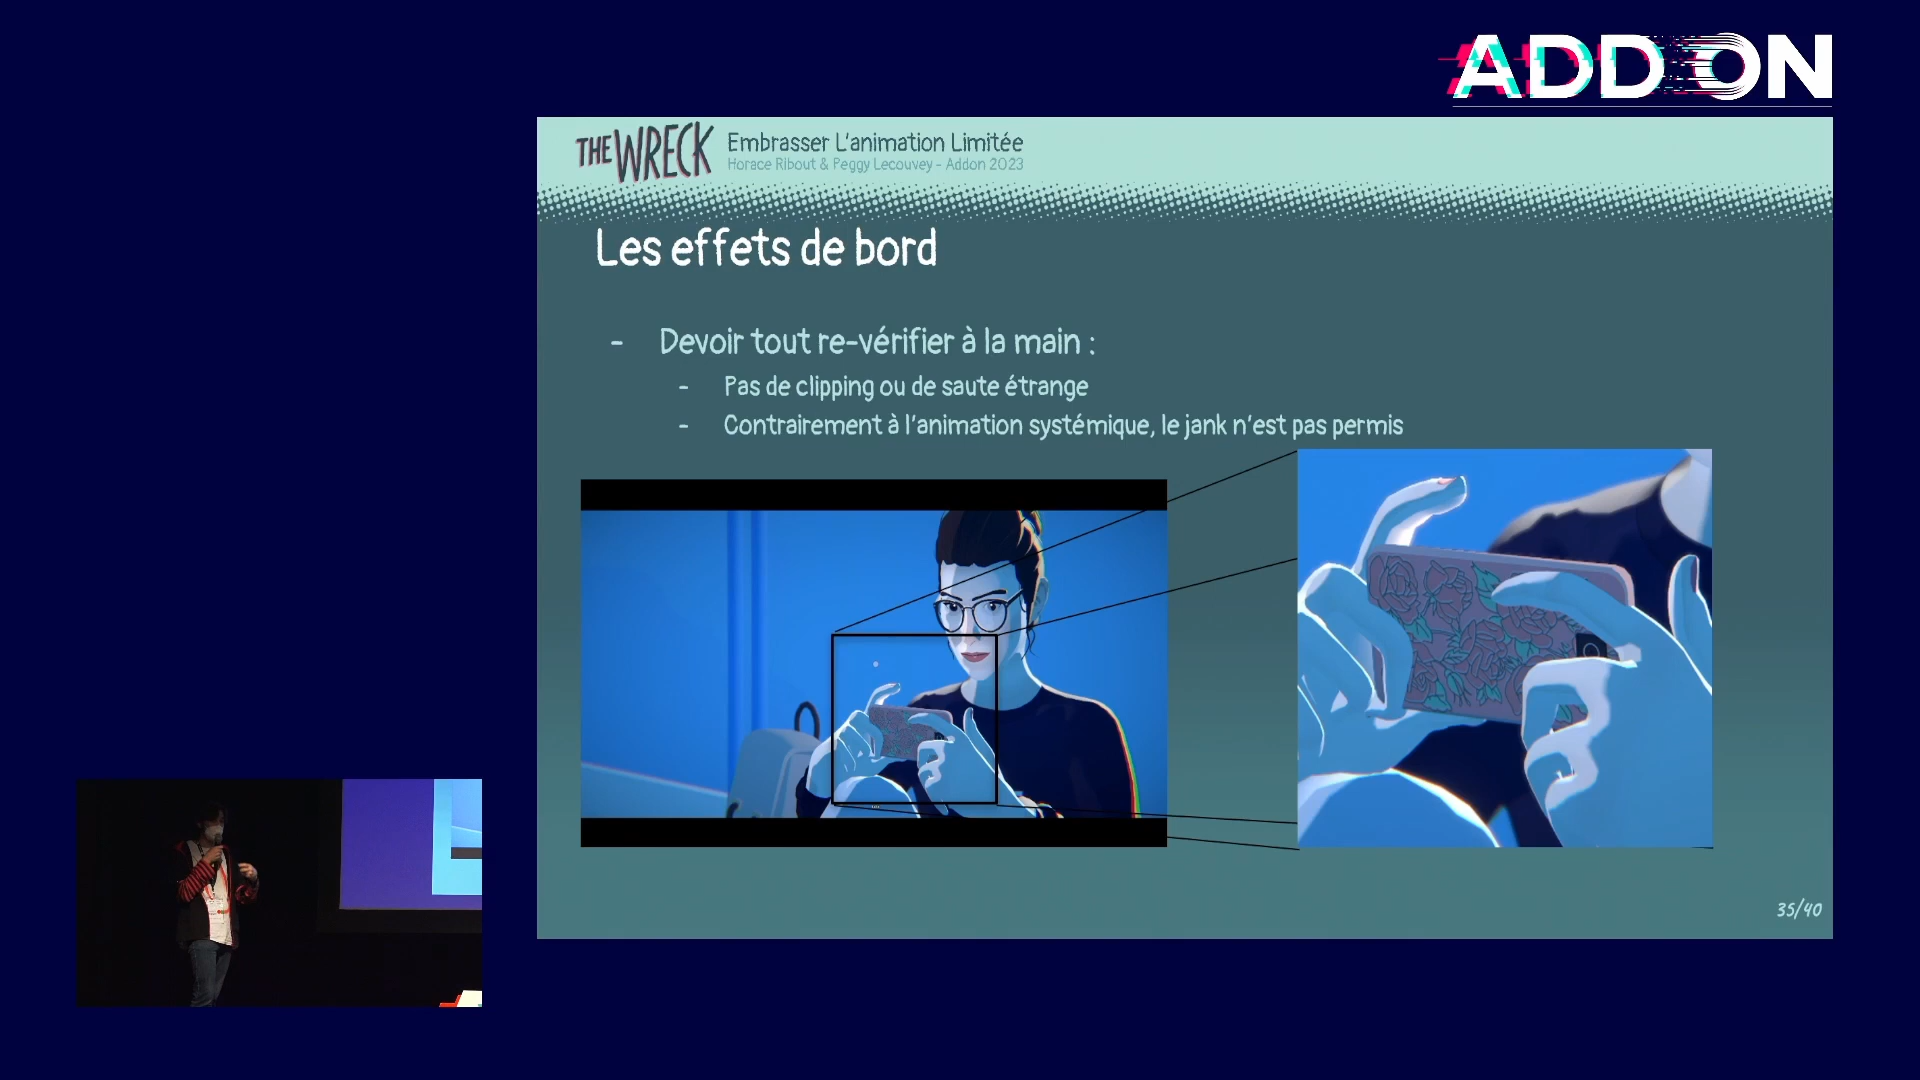 ADD ON
THE WRECK
Embrasser L'animation Limitée
Horace Ribout & Peggy Lecouvey - Addon 2023
Les effets de bord
- Devoir tout re-vérifier à la main :
- Pas de clipping ou de saute étrange
- Contrairement à l'animation systémique, le jank n'est pas permis
35/40